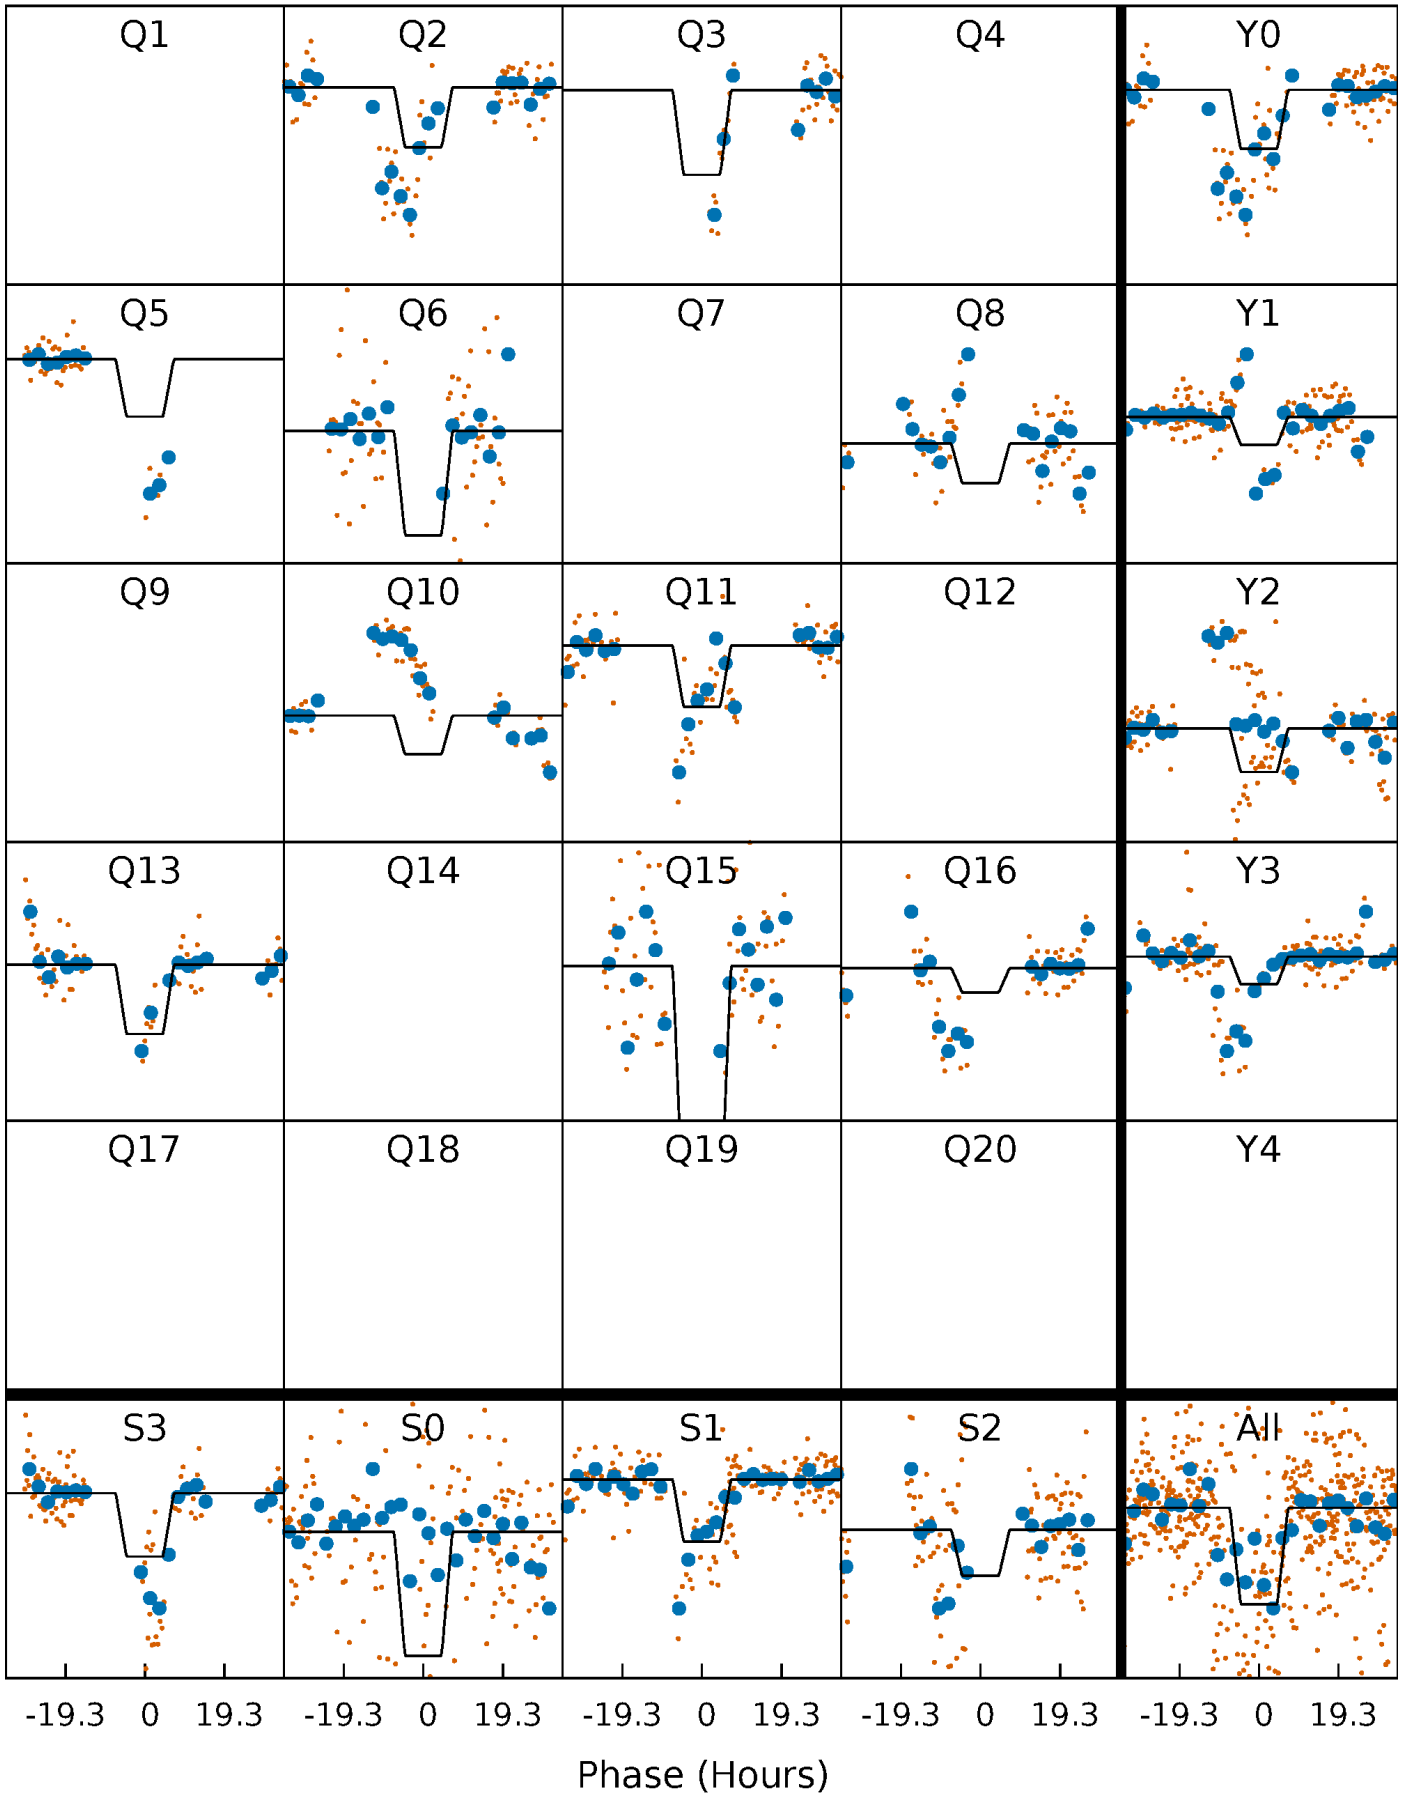 Q1 Q2 Q3 Q4 Y0
Q5 Q6 Q7 Q8 Y1
Q9 Q10 Q11 Q12 Y2
Q13 Q14 Q15 Q16 Y3
Q17 Q18 Q19 Q20 Y4
S3 S0 S1 S2 All
-19.3 0 19.3 -19.3 0 19.3 -19.3 0 19.3 -19.3 0 19.3 -19.3 0 19.3
Phase (Hours)